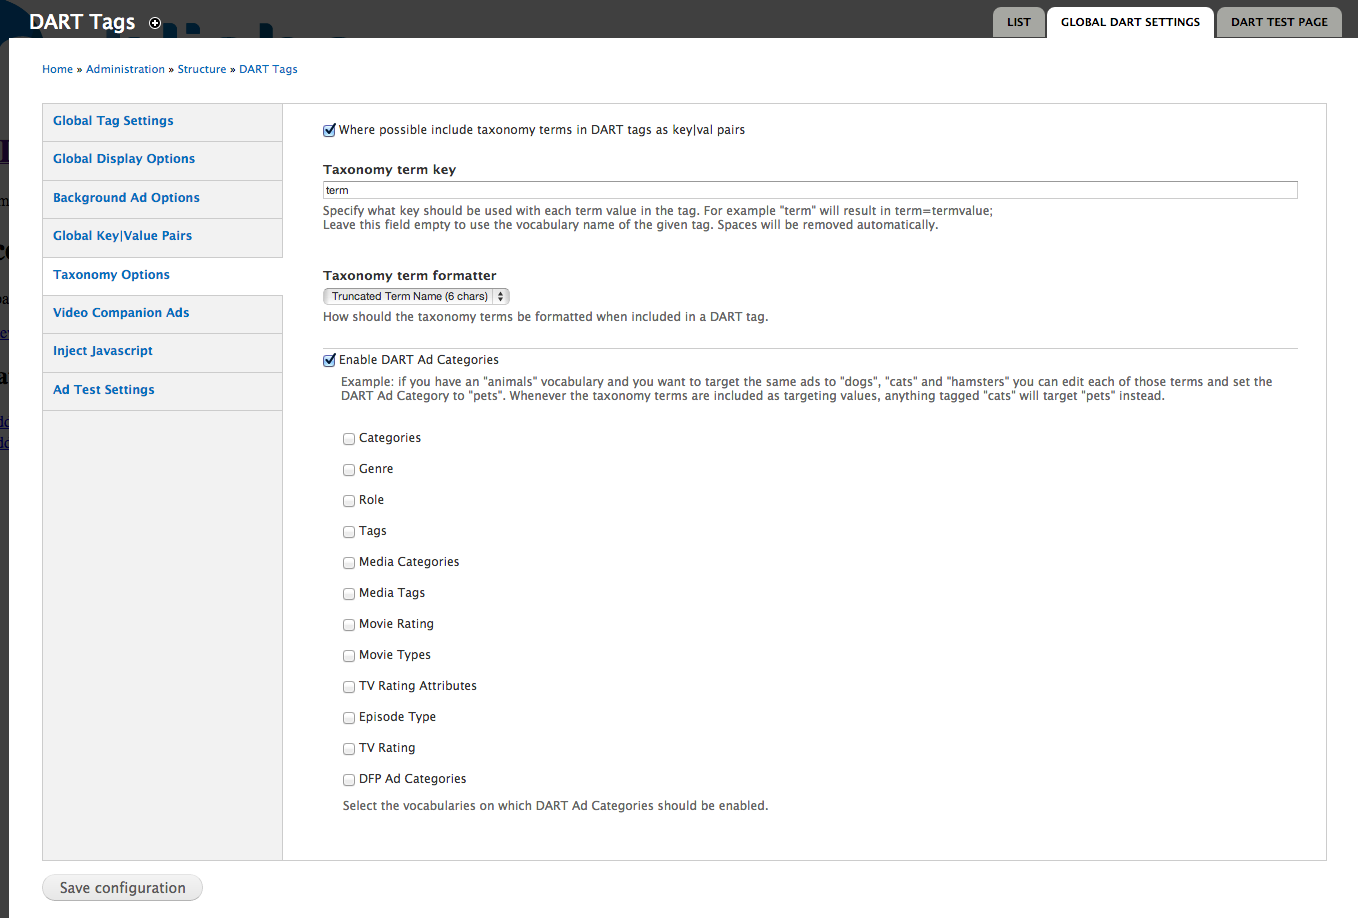 DART Tags
LIST
GLOBAL DART SETTINGS
DART TEST PAGE
Home » Administration » Structure » DART Tags
Global Tag Settings
Global Display Options
Background Ad Options
Global Key|Value Pairs
Taxonomy Options
Video Companion Ads
Inject Javascript
Ad Test Settings
Where possible include taxonomy terms in DART tags as key|val pairs
Taxonomy term key
term
Specify what key should be used with each term value in the tag. For example "term" will result in term=termvalue;
Leave this field empty to use the vocabulary name of the given tag. Spaces will be removed automatically.
Taxonomy term formatter
Truncated Term Name (6 chars)
How should the taxonomy terms be formatted when included in a DART tag.
Enable DART Ad Categories
Example: if you have an "animals" vocabulary and you want to target the same ads to "dogs", "cats" and "hamsters" you can edit each of those terms and set the
DART Ad Category to "pets". Whenever the taxonomy terms are included as targeting values, anything tagged "cats" will target "pets" instead.
Categories
Genre
Role
Tags
Media Categories
Media Tags
Movie Rating
Movie Types
TV Rating Attributes
Episode Type
TV Rating
DFP Ad Categories
Select the vocabularies on which DART Ad Categories should be enabled.
Save configuration